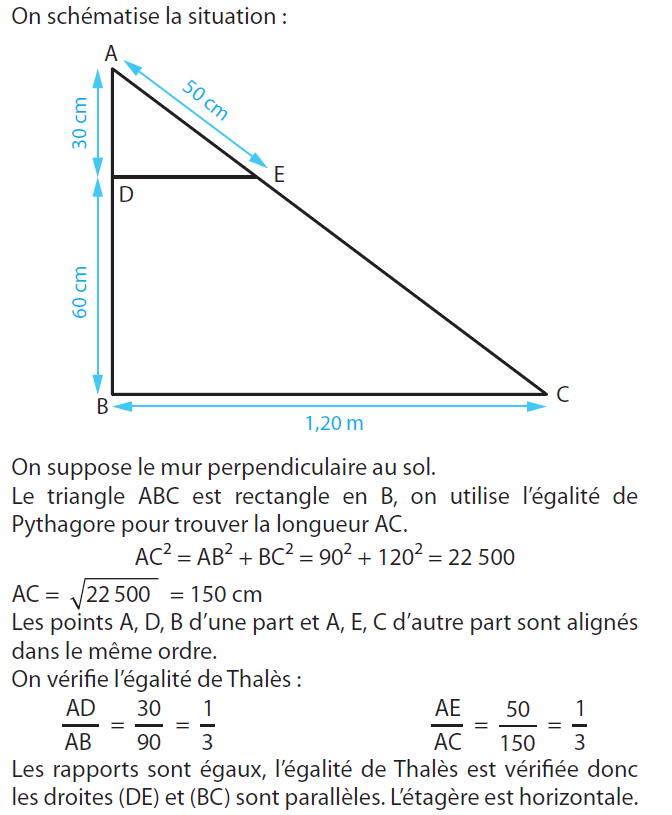 On schématise la situation :
A
50 cm
30 cm
E
D
60 cm
B
C
1,20 m
On suppose le mur perpendiculaire au sol.
Le triangle ABC est rectangle en B, on utilise l’égalité de
Pythagore pour trouver la longueur AC.
AC² = AB² + BC² = 90² + 120² = 22 500
AC = √22 500 = 150 cm
Les points A, D, B d’une part et A, E, C d’autre part sont alignés
dans le même ordre.
On vérifie l’égalité de Thalès :
AD/AB = 30/90 = 1/3 AE/AC = 50/150 = 1/3
Les rapports sont égaux, l’égalité de Thalès est vérifiée donc
les droites (DE) et (BC) sont parallèles. L’étagère est horizontale.